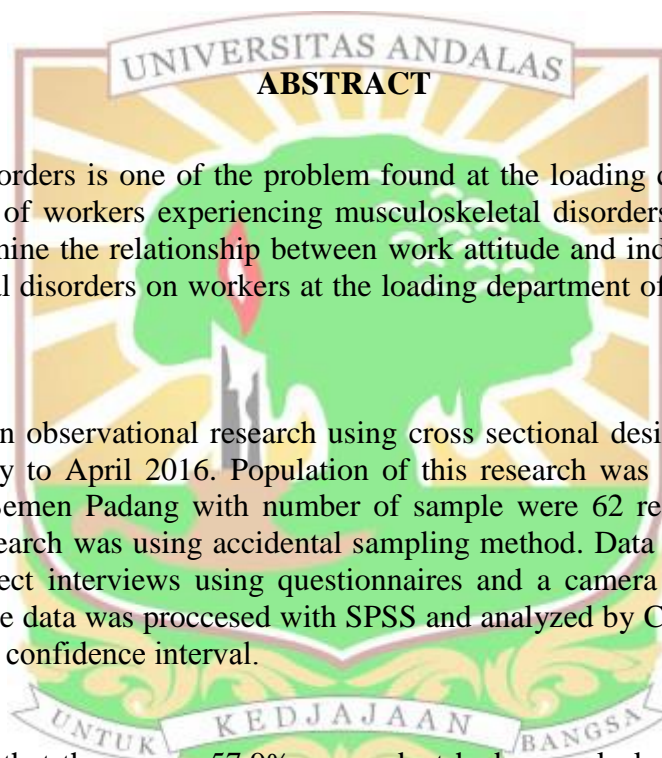 UNIVERSITAS ANDALAS
ABSTRACT
orders is one of the problem found at the loading
of workers experiencing musculoskeletal disorders
mine the relationship between work attitude and ind
al disorders on workers at the loading department of
n observational research using cross sectional desi
y to April 2016. Population of this research was
Semen Padang with number of sample were 62 re
earch was using accidental sampling method. Data
ect interviews using questionnaires and a camera
e data was proccesed with SPSS and analyzed by C
confidence interval.
UNTUK KEDJAJAAN BANGSA